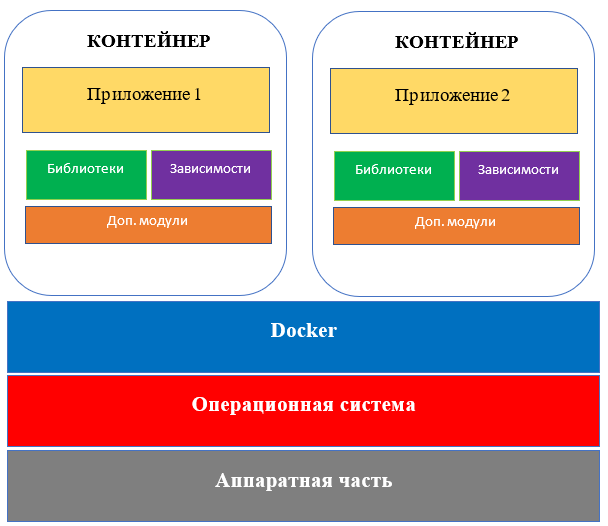 КОНТЕЙНЕР
Приложение 1
Библиотеки
Зависимости
Доп. модули
КОНТЕЙНЕР
Приложение 2
Библиотеки
Зависимости
Доп. модули
Docker
Операционная система
Аппаратная часть